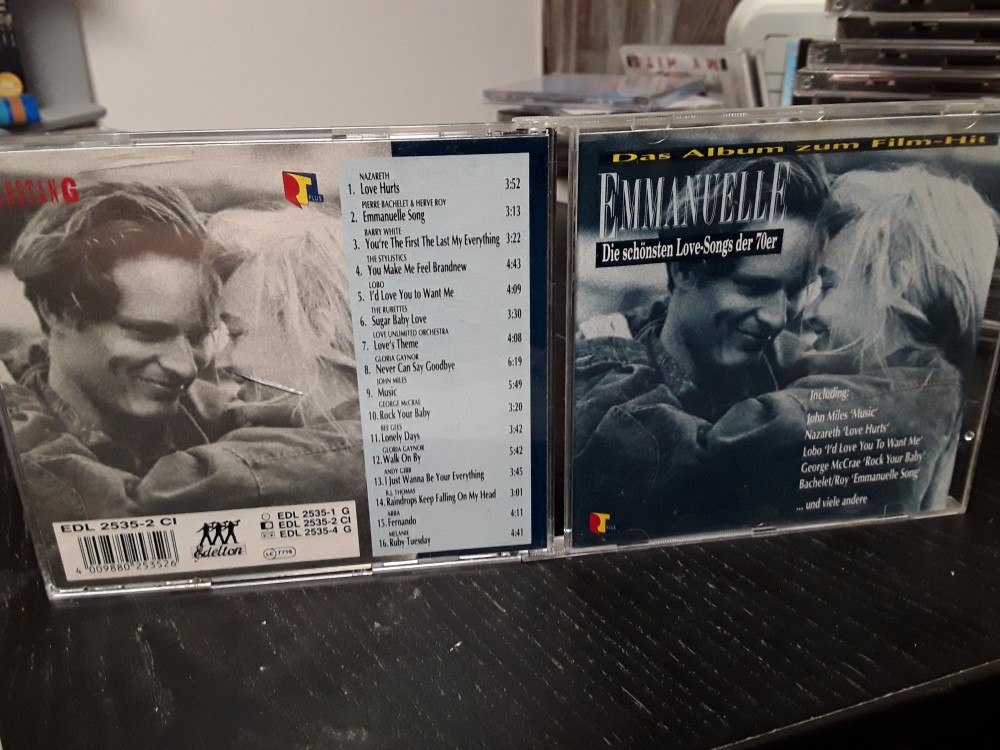 MY HITS
RTL
PLUS
NAZARETH
1. Love Hurts 3:52
PIERRE BACHELET & HERVE ROY
2. Emmanuelle Song 3:13
BARRY WHITE
3. You're The First The Last My Everything 3:22
THE STYLISTICS
4. You Make Me Feel Brandnew 4:43
LOBO
5. I'd Love You to Want Me 4:09
THE RUBETTES
6. Sugar Baby Love 3:30
LOVE UNLIMITED ORCHESTRA
7. Love's Theme 4:08
GLORIA GAYNOR
8. Never Can Say Goodbye 6:19
JOHN MILES
9. Music 5:49
GEORGE McCRAE
10. Rock Your Baby 3:20
BEE GEES
11. Lonely Days 3:42
GLORIA GAYNOR
12. Walk On By 5:42
ANDY GIBB
13. I Just Wanna Be Your Everything 3:45
B.J. THOMAS
14. Raindrops Keep Falling On My Head 3:01
ABBA
15. Fernando 4:11
MELANIE
16. Ruby Tuesday 4:41
EDL 2535-2 CI
4 009880 253526
Edelton
EDL 2535-1 G
EDL 2535-2 CI
EDL 2535-4 G
LC 7719
Das Album zum Film-Hit
EMMANUELLE
Die schönsten Love-Songs der 70er
Including:
John Miles 'Music'
Nazareth 'Love Hurts'
Lobo 'I'd Love You To Want Me'
George McCrae 'Rock Your Baby'
Bachelet/Roy 'Emmanuelle Song'
... und viele andere
RTL
PLUS